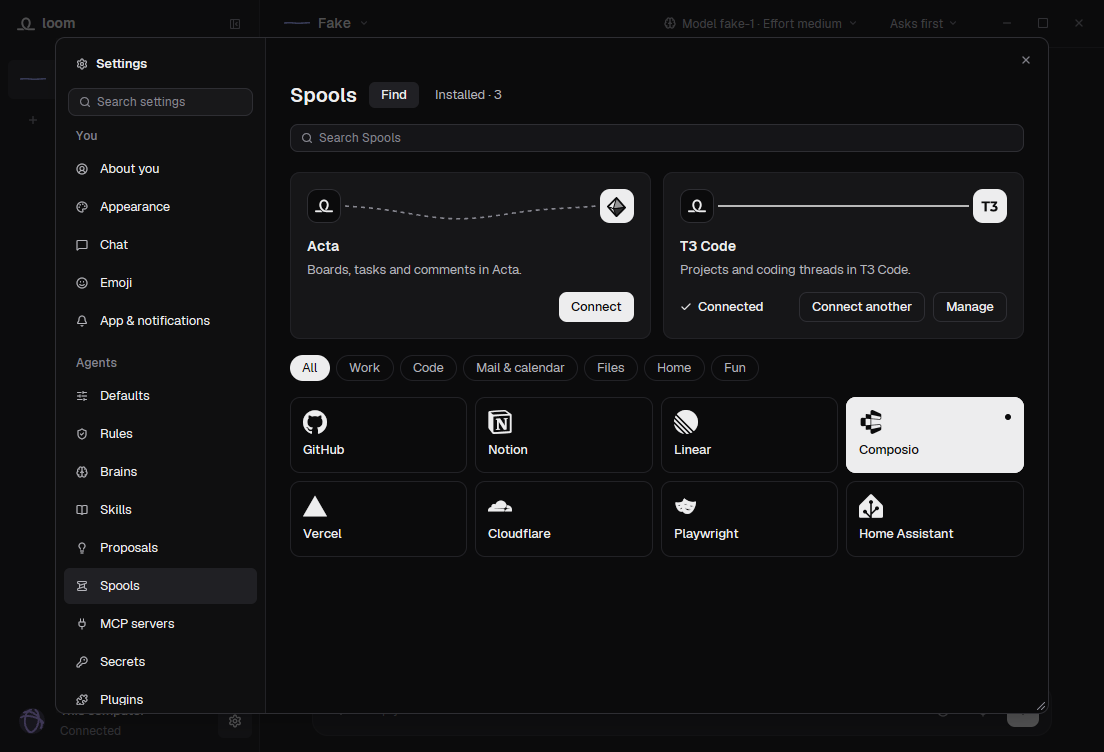 loom
Fake
Model fake-1 · Effort medium
Asks first
Settings
Search settings
You
About you
Appearance
Chat
Emoji
App & notifications
Agents
Defaults
Rules
Brains
Skills
Proposals
Spools
MCP servers
Secrets
Plugins
Connected
Spools
Find
Installed · 3
Search Spools
Acta
Boards, tasks and comments in Acta.
Connect
T3
T3 Code
Projects and coding threads in T3 Code.
Connected
Connect another
Manage
All
Work
Code
Mail & calendar
Files
Home
Fun
GitHub
Notion
Linear
Composio
Vercel
Cloudflare
Playwright
Home Assistant